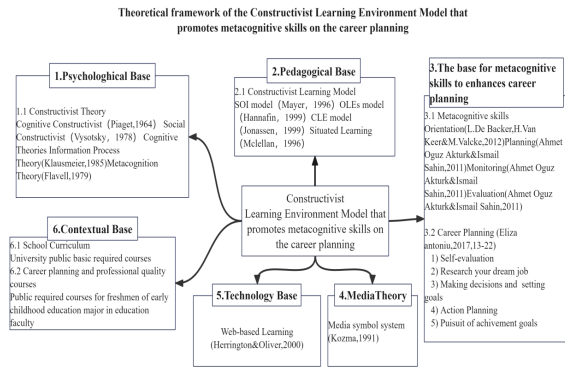 Theoretical framework of the Constructivist Learning Environment Model that
promotes metacognitive skills on the career planning
1.Psychologhical Base
1.1 Constructivist Theory
Cognitive Constructivist (Piaget,1964) Social
Constructivist (Vysotsky, 1978) Cognitive
Theories Information Process
Theory(Klausmeier,1985)Metacognition
Theory(Flavell,1979)
2.Pedagogical Base
2.1 Constructivist Learning Model
SOI model (Mayer, 1996) OLEs model
(Hannafin, 1999) CLE model
(Jonassen, 1999) Situated Learning
(Mclellan, 1996)
3.The base for metacognitive
skills to enhances career
planning
3.1 Metacognitive skills
Orientation(L.De Backer,H.Van
Keer&M.Valcke,2012)Planning(Ahmet
Oguz Akturk&Ismail
Sahin,2011)Monitoring(Ahmet Oguz
Akturk&Ismail
Sahin,2011)Evaluation(Ahmet Oguz
Akturk&Ismail Sahin,2011)
3.2 Career Planning (Eliza
antoniu,2017,13-22)
1) Self-evaluation
2) Research your dream job
3) Making decisions and setting
goals
4) Action Planning
5) Puisuit of achivement goals
Constructivist
Learning Environment Model that
promotes metacognitive skills on
the career planning
6.Contextual Base
6.1 School Curriculum
University public basic required courses
6.2 Career planning and professional quality
courses
Public required courses for freshmen of early
childhood education major in education
faculty
5.Technology Base
Web-based Learning
(Herrington&Oliver,2000)
4.MediaTheory
Media symbol system
(Kozma,1991)